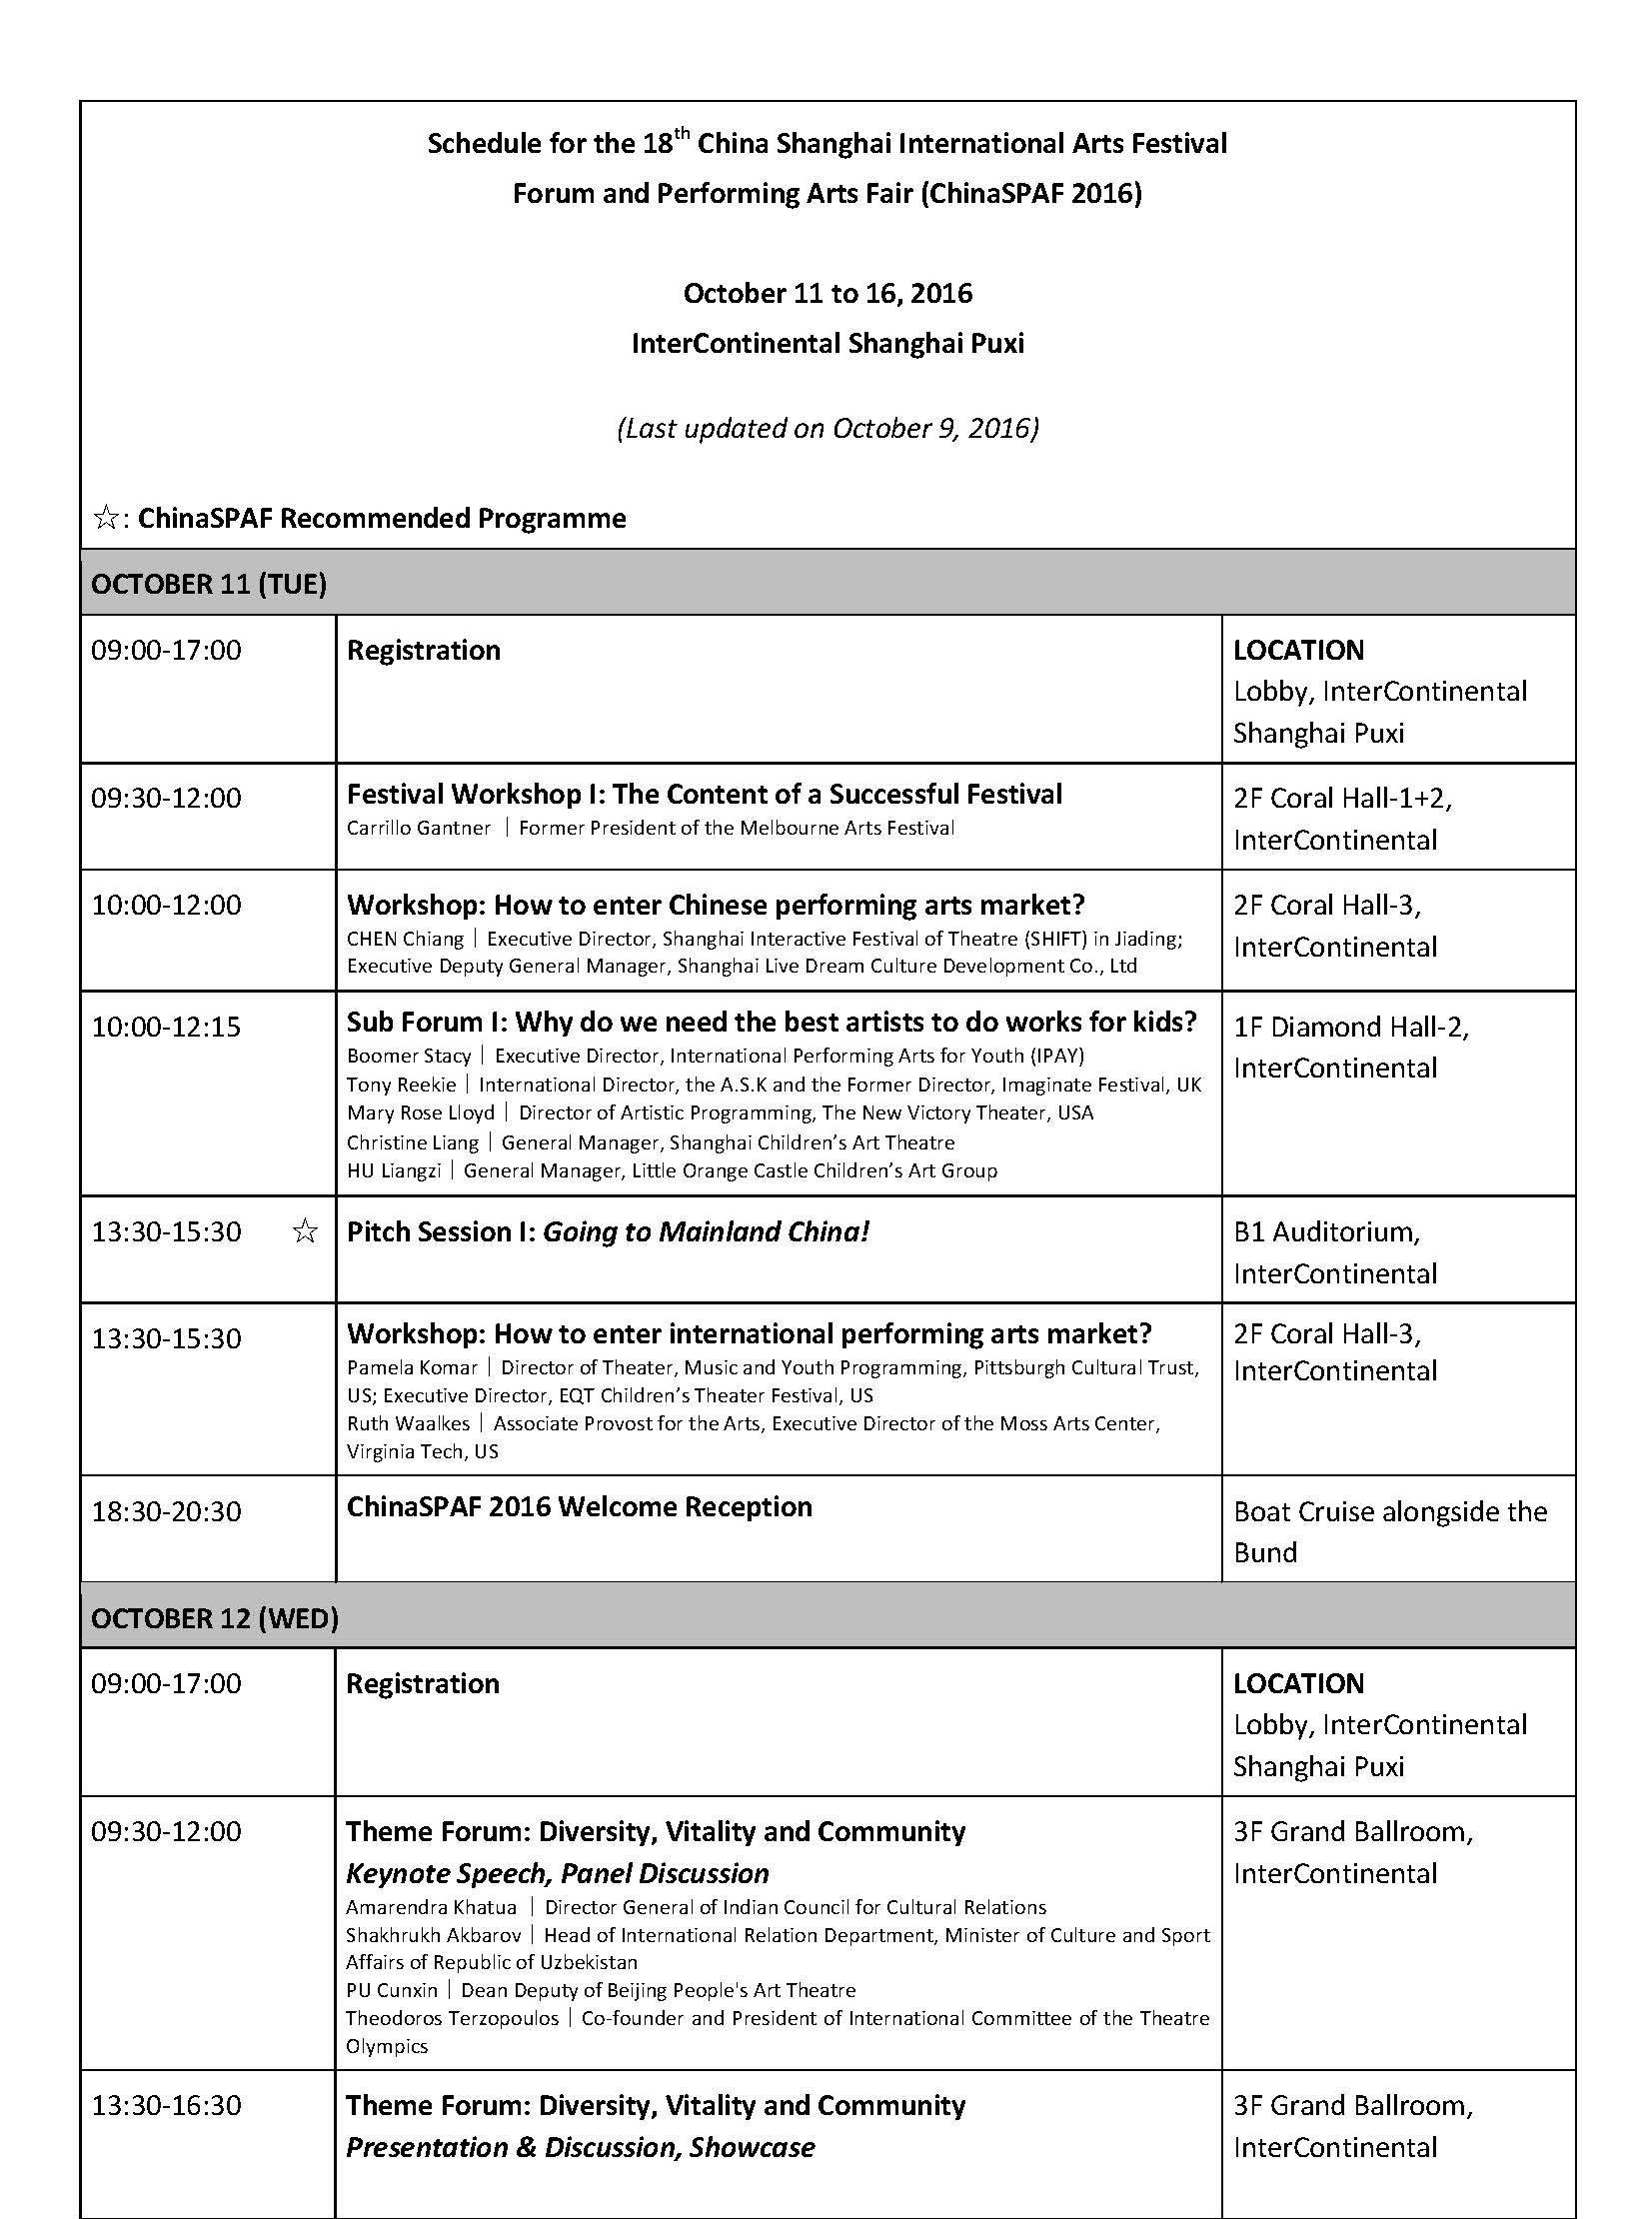 Schedule for the 18th China Shanghai International Arts Festival
Forum and Performing Arts Fair (ChinaSPAF 2016)
October 11 to 16, 2016
InterContinental Shanghai Puxi
(Last updated on October 9, 2016)
☆: ChinaSPAF Recommended Programme
OCTOBER 11 (TUE)
09:00-17:00
Registration
LOCATION
Lobby, InterContinental
Shanghai Puxi
09:30-12:00
Festival Workshop I: The Content of a Successful Festival
Carrillo Gantner｜Former President of the Melbourne Arts Festival
2F Coral Hall-1+2,
InterContinental
10:00-12:00
Workshop: How to enter Chinese performing arts market?
CHEN Chiang｜Executive Director, Shanghai Interactive Festival of Theatre (SHIFT) in Jiading;
Executive Deputy General Manager, Shanghai Live Dream Culture Development Co., Ltd
2F Coral Hall-3,
InterContinental
10:00-12:15
Sub Forum I: Why do we need the best artists to do works for kids?
Boomer Stacy｜Executive Director, International Performing Arts for Youth (IPAY)
Tony Reekie｜International Director, the A.S.K and the Former Director, Imaginate Festival, UK
Mary Rose Lloyd｜Director of Artistic Programming, The New Victory Theater, USA
Christine Liang｜General Manager, Shanghai Children’s Art Theatre
HU Liangzi｜General Manager, Little Orange Castle Children’s Art Group
1F Diamond Hall-2,
InterContinental
13:30-15:30 ☆
Pitch Session I: Going to Mainland China!
B1 Auditorium,
InterContinental
13:30-15:30
Workshop: How to enter international performing arts market?
Pamela Komar｜Director of Theater, Music and Youth Programming, Pittsburgh Cultural Trust,
US; Executive Director, EQT Children’s Theater Festival, US
Ruth Waalkes｜Associate Provost for the Arts, Executive Director of the Moss Arts Center,
Virginia Tech, US
2F Coral Hall-3,
InterContinental
18:30-20:30
ChinaSPAF 2016 Welcome Reception
Boat Cruise alongside the
Bund
OCTOBER 12 (WED)
09:00-17:00
Registration
LOCATION
Lobby, InterContinental
Shanghai Puxi
09:30-12:00
Theme Forum: Diversity, Vitality and Community
Keynote Speech, Panel Discussion
Amarendra Khatua｜Director General of Indian Council for Cultural Relations
Shakhrukh Akbarov｜Head of International Relation Department, Minister of Culture and Sport
Affairs of Republic of Uzbekistan
PU Cunxin｜Dean Deputy of Beijing People's Art Theatre
Theodoros Terzopoulos｜Co-founder and President of International Committee of the Theatre
Olympics
3F Grand Ballroom,
InterContinental
13:30-16:30
Theme Forum: Diversity, Vitality and Community
Presentation & Discussion, Showcase
3F Grand Ballroom,
InterContinental